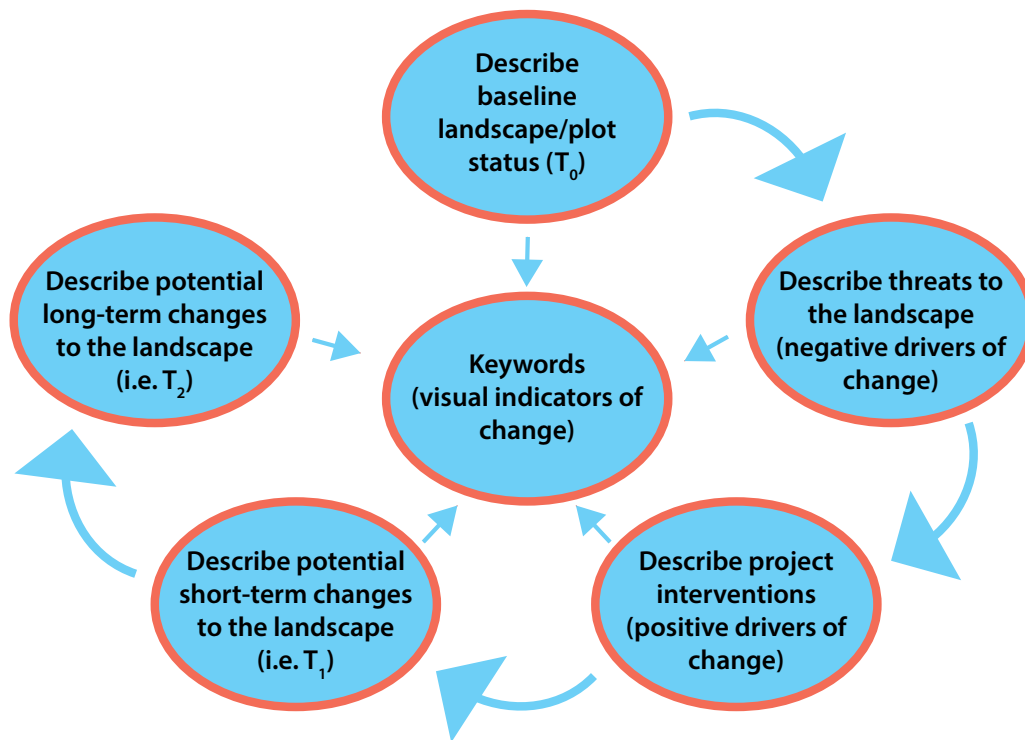 Describe
baseline
landscape/plot
status (T₀)
Describe threats to
the landscape
(negative drivers of
change)
Describe project
interventions
(positive drivers of
change)
Describe potential
short-term changes
to the landscape
(i.e. T₁)
Describe potential
long-term changes
to the landscape
(i.e. T₂)
Keywords
(visual indicators of
change)